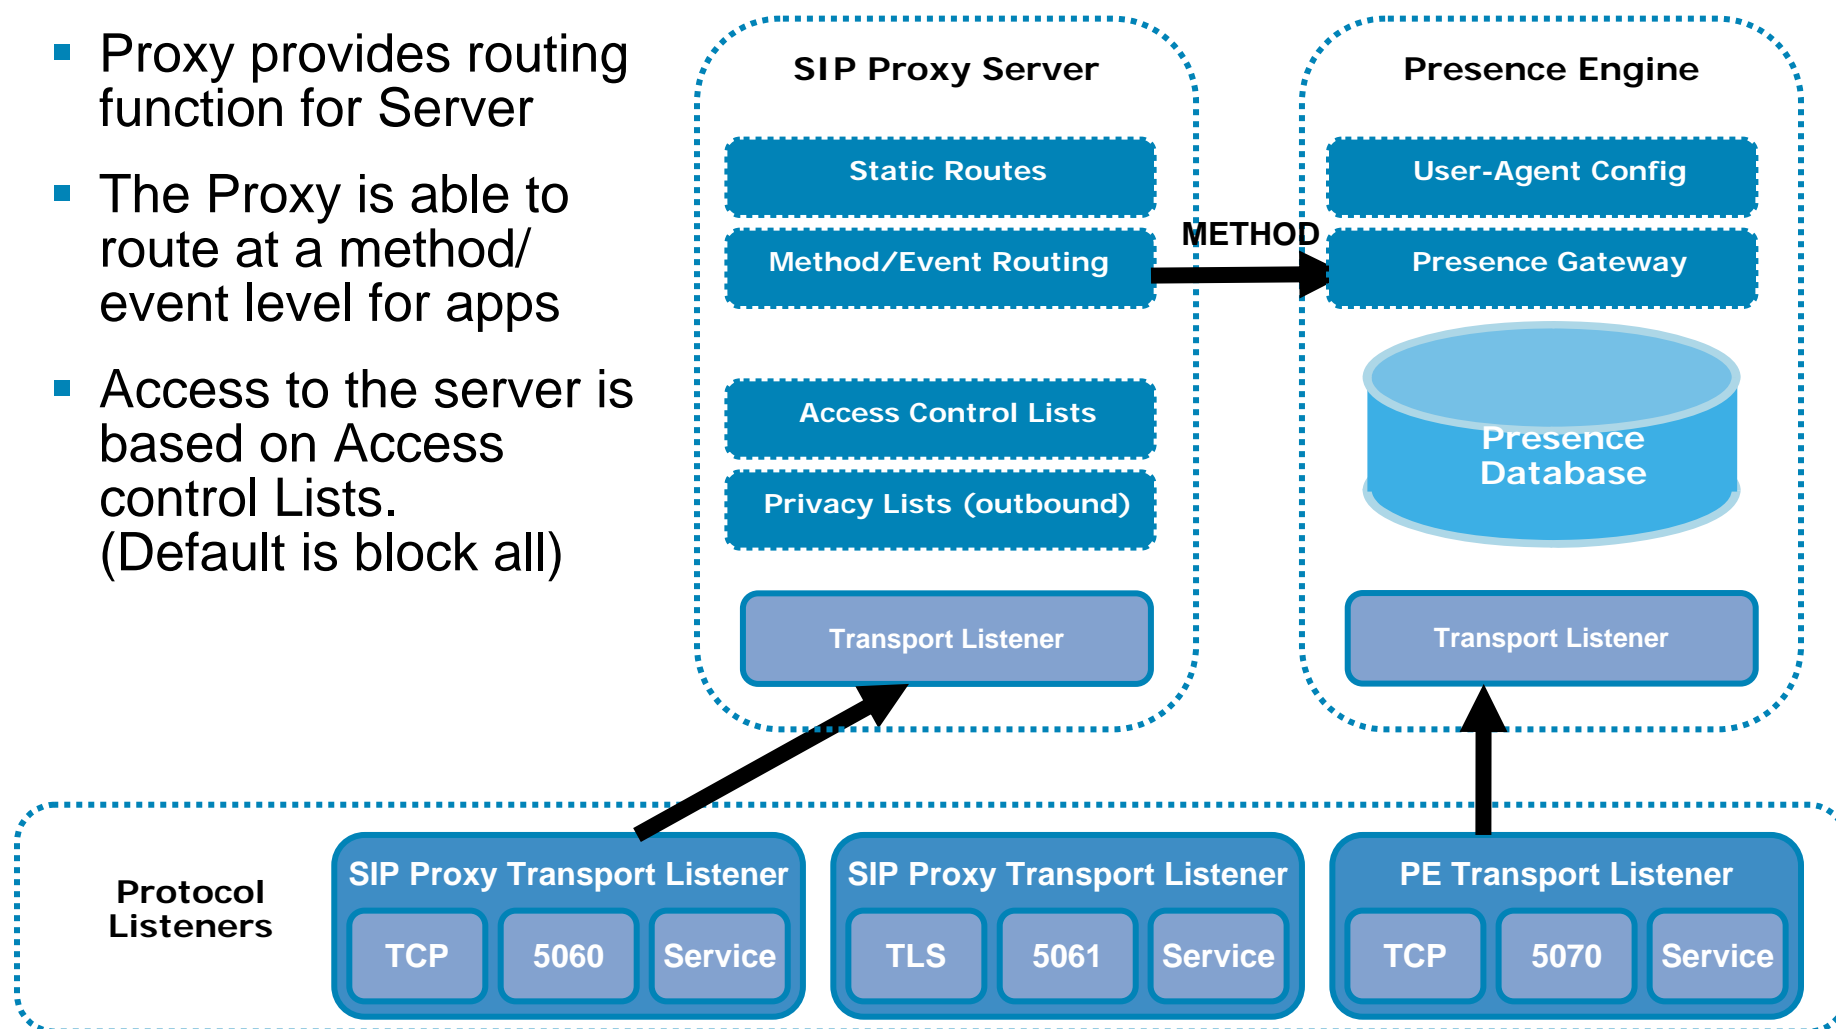 Proxy provides routing
function for Server
The Proxy is able to
route at a method/
event level for apps
Access to the server is
based on Access
control Lists.
(Default is block all)
SIP Proxy Server
Static Routes
Method/Event Routing
Access Control Lists
Privacy Lists (outbound)
Transport Listener
METHOD
Presence Engine
User-Agent Config
Presence Gateway
Presence
Database
Transport Listener
Protocol
Listeners
SIP Proxy Transport Listener
TCP
5060
Service
SIP Proxy Transport Listener
TLS
5061
Service
PE Transport Listener
TCP
5070
Service